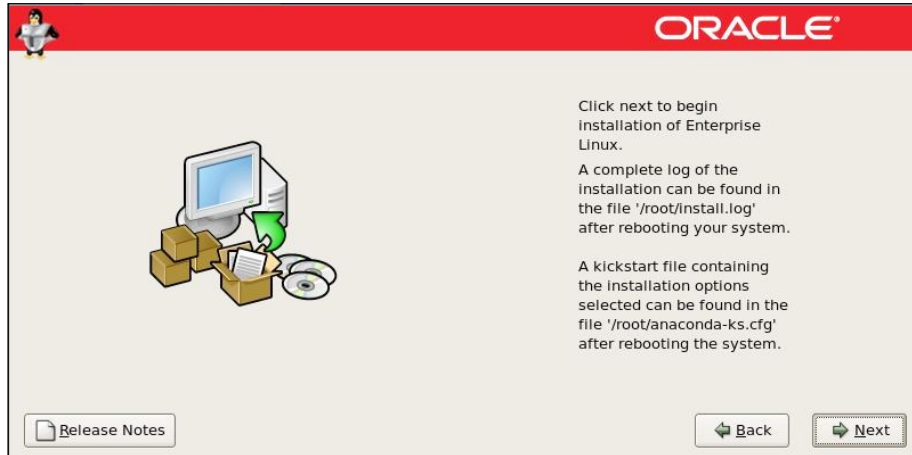 ORACLE®
Click next to begin
installation of Enterprise
Linux.
A complete log of the
installation can be found in
the file '/root/install.log'
after rebooting your system.
A kickstart file containing
the installation options
selected can be found in the
file '/root/anaconda-ks.cfg'
after rebooting the system.
Release Notes
Back
Next